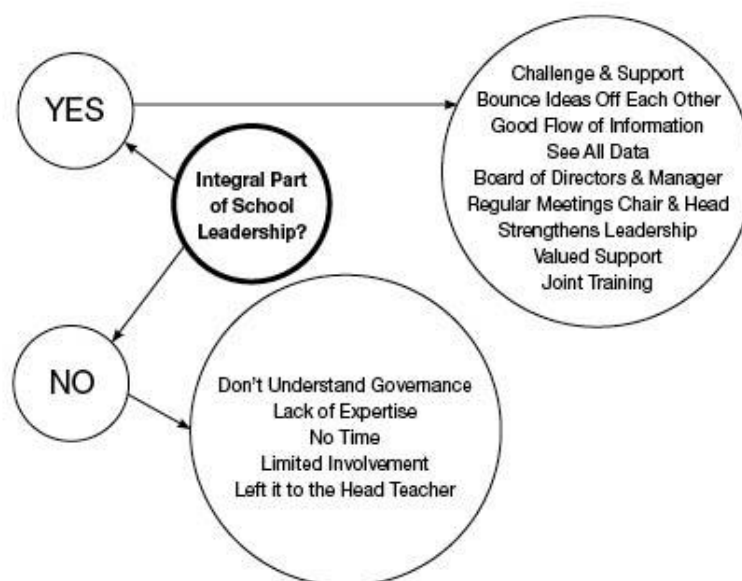 YES
Integral Part
of School
Leadership?
Challenge & Support
Bounce Ideas Off Each Other
Good Flow of Information
See All Data
Board of Directors & Manager
Regular Meetings Chair & Head
Strengthens Leadership
Valued Support
Joint Training
NO
Don't Understand Governance
Lack of Expertise
No Time
Limited Involvement
Left it to the Head Teacher